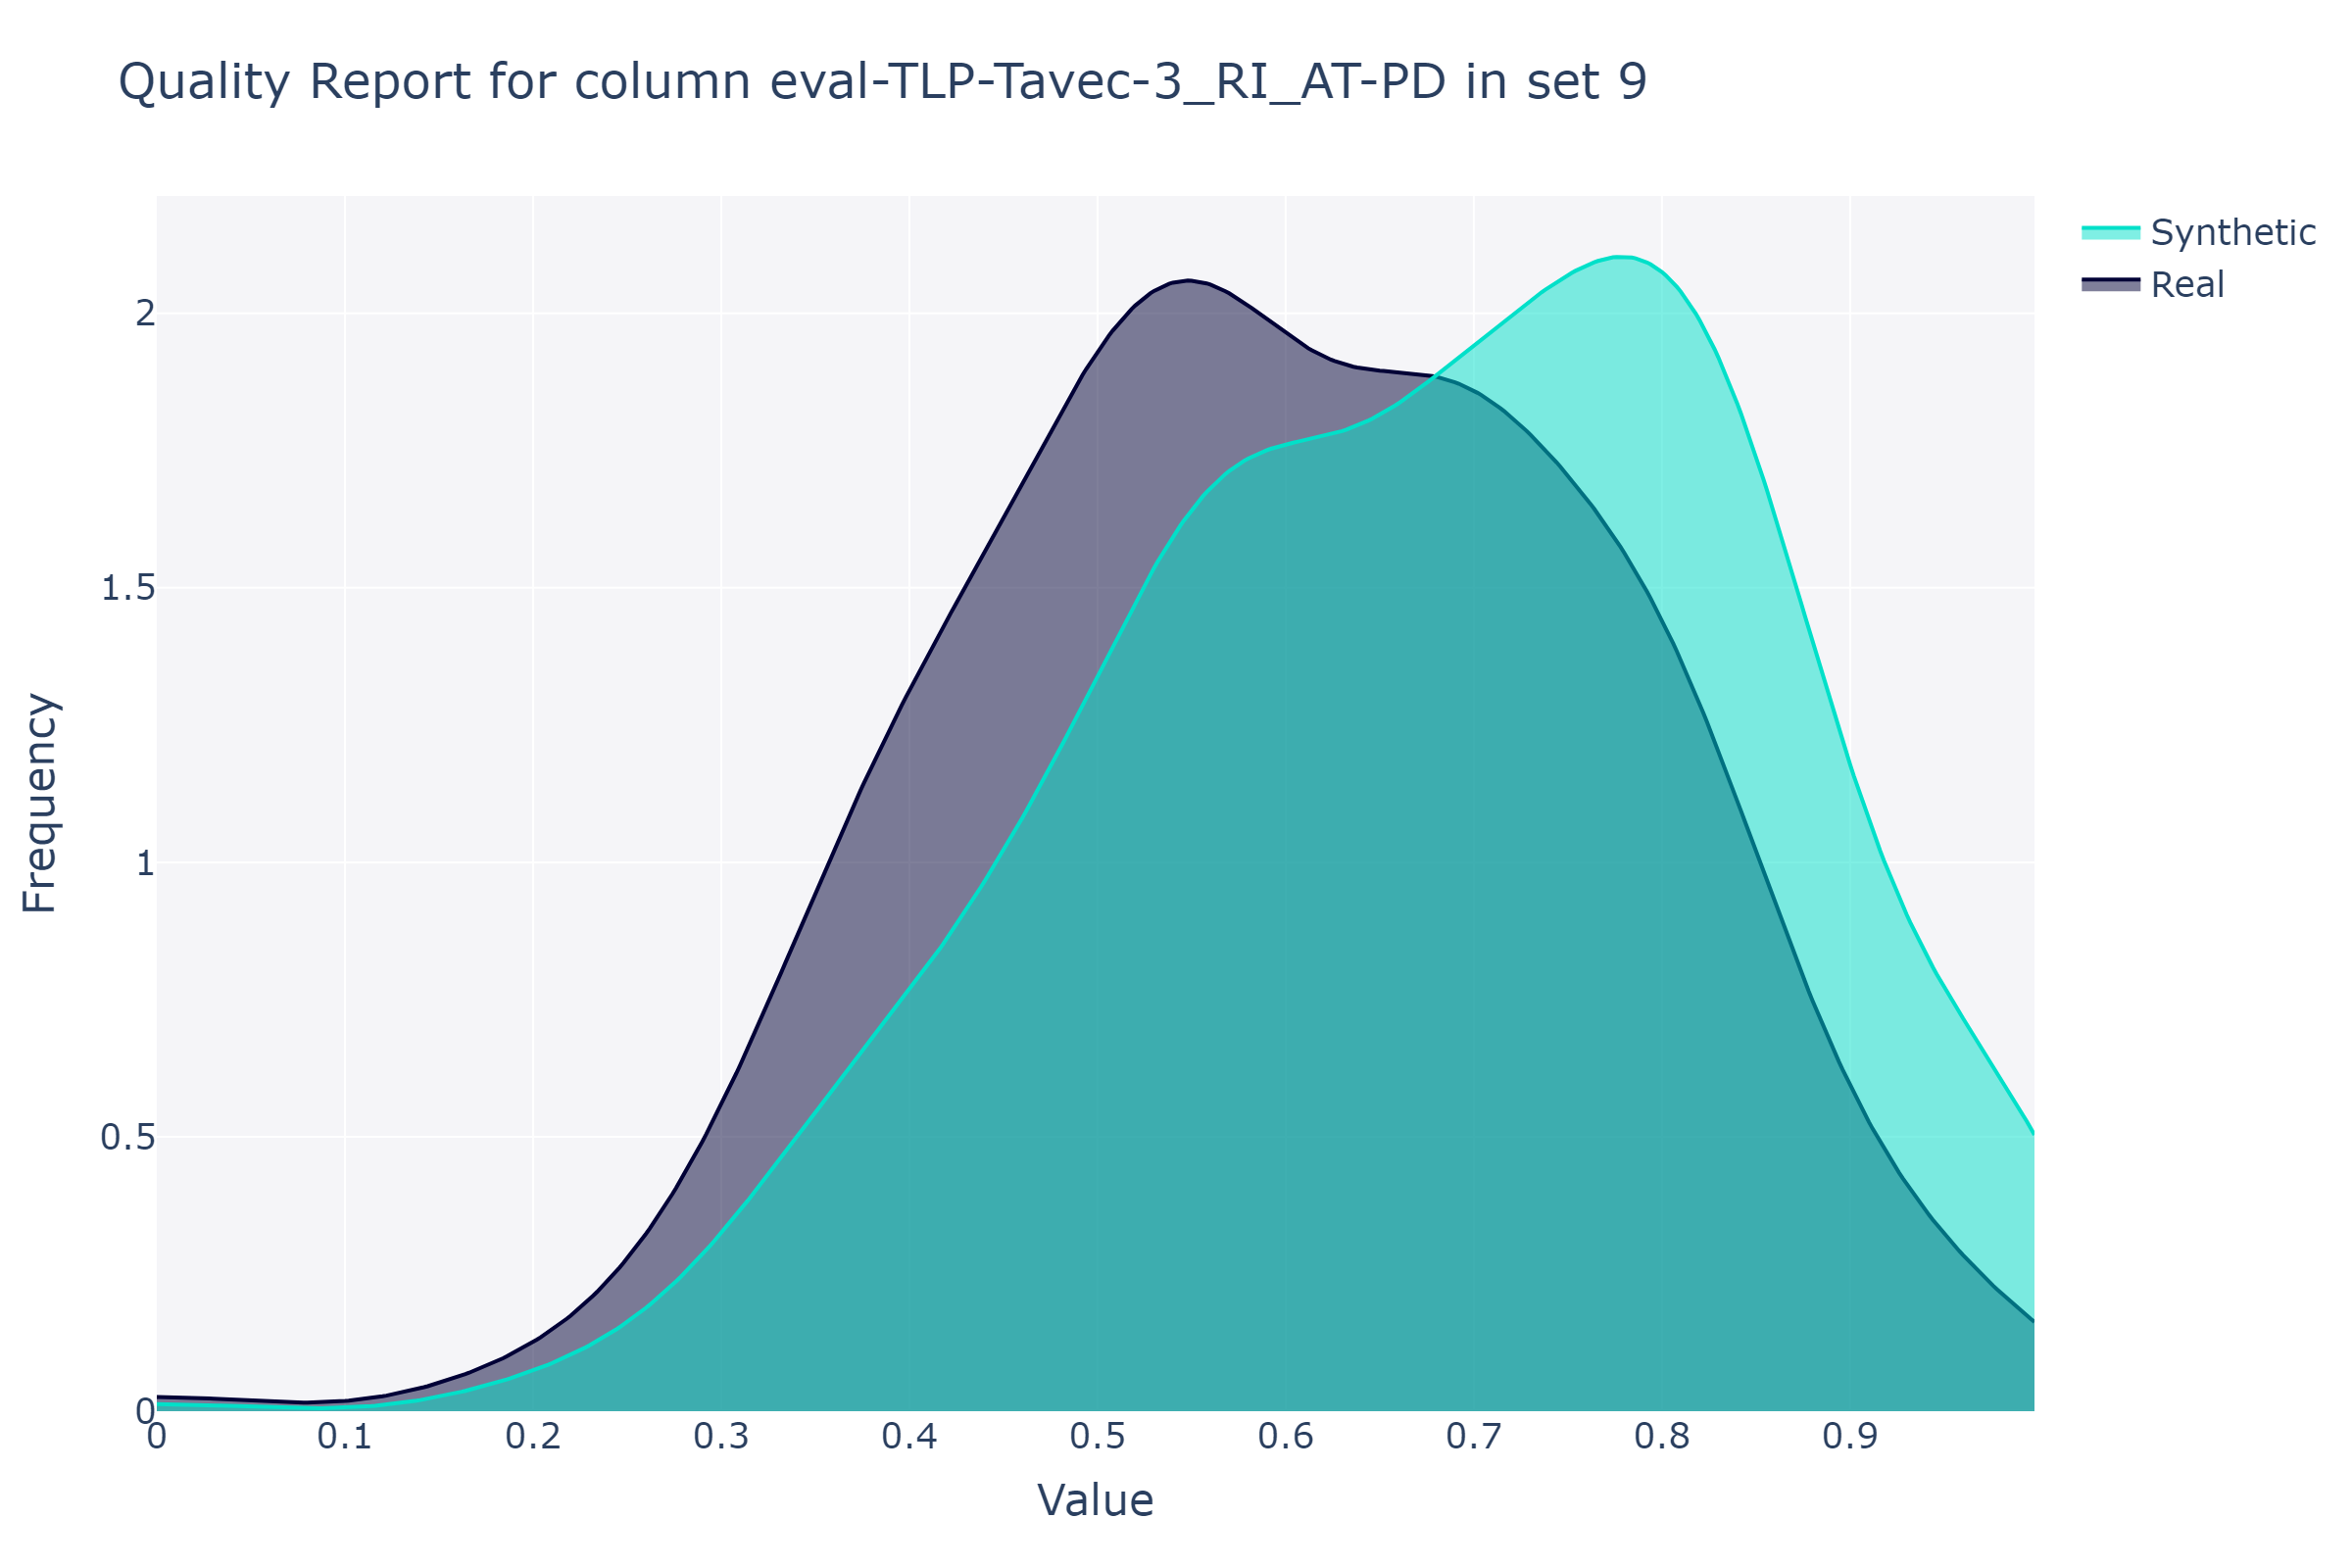 Quality Report for column eval-TLP-Tavec-3_RI_AT-PD in set 9
Synthetic
Real
Frequency
2
1.5
1
0.5
0
0 0.1 0.2 0.3 0.4 0.5 0.6 0.7 0.8 0.9
Value